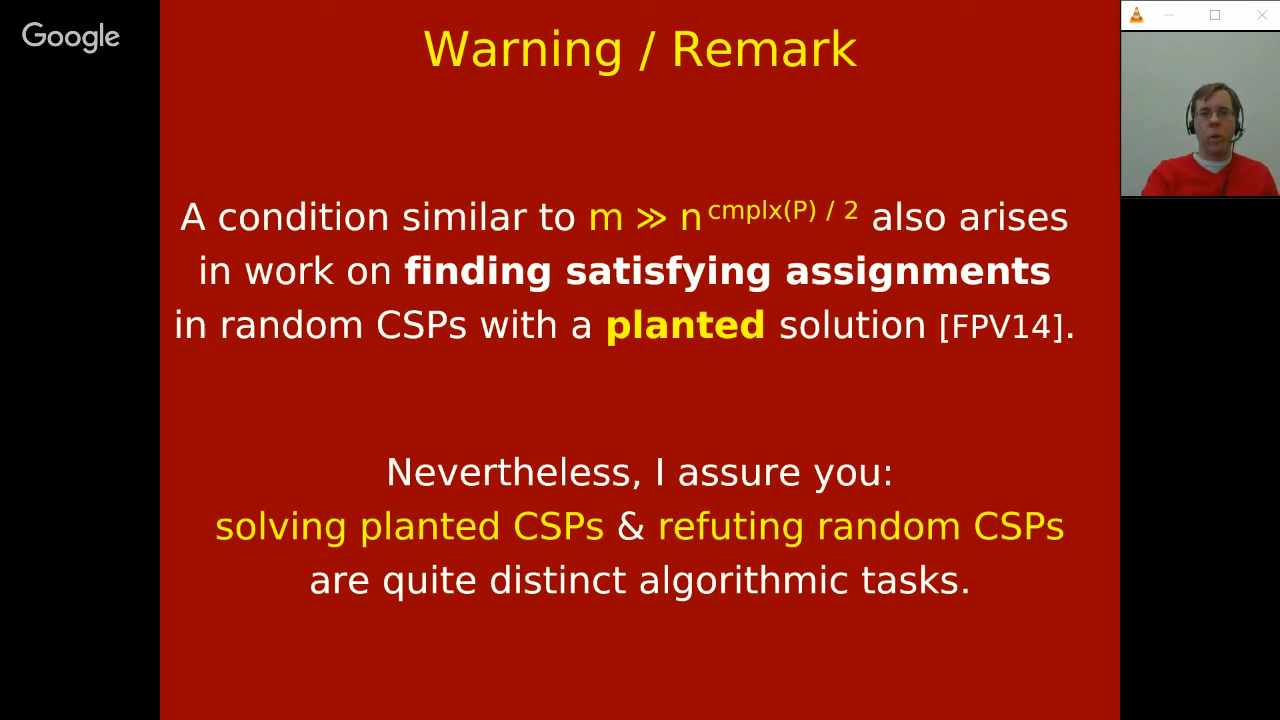 Google
Warning / Remark
A condition similar to m ≫ n^cmplx(P) / 2 also arises
in work on finding satisfying assignments
in random CSPs with a planted solution [FPV14].
Nevertheless, I assure you:
solving planted CSPs & refuting random CSPs
are quite distinct algorithmic tasks.